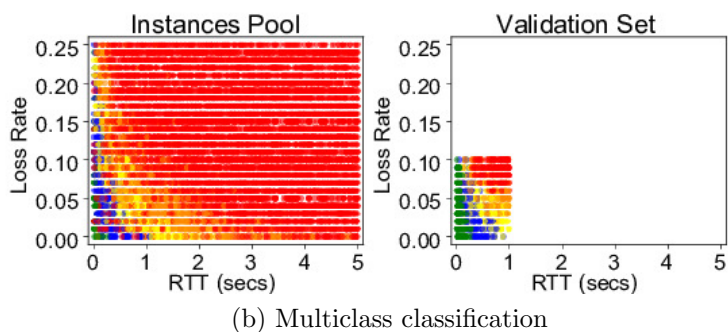 Instances Pool
Validation Set
Loss Rate
0.25
0.20
0.15
0.10
0.05
0.00
0 1 2 3 4 5
RTT (secs)
Loss Rate
0.25
0.20
0.15
0.10
0.05
0.00
0 1 2 3 4 5
RTT (secs)
(b) Multiclass classification